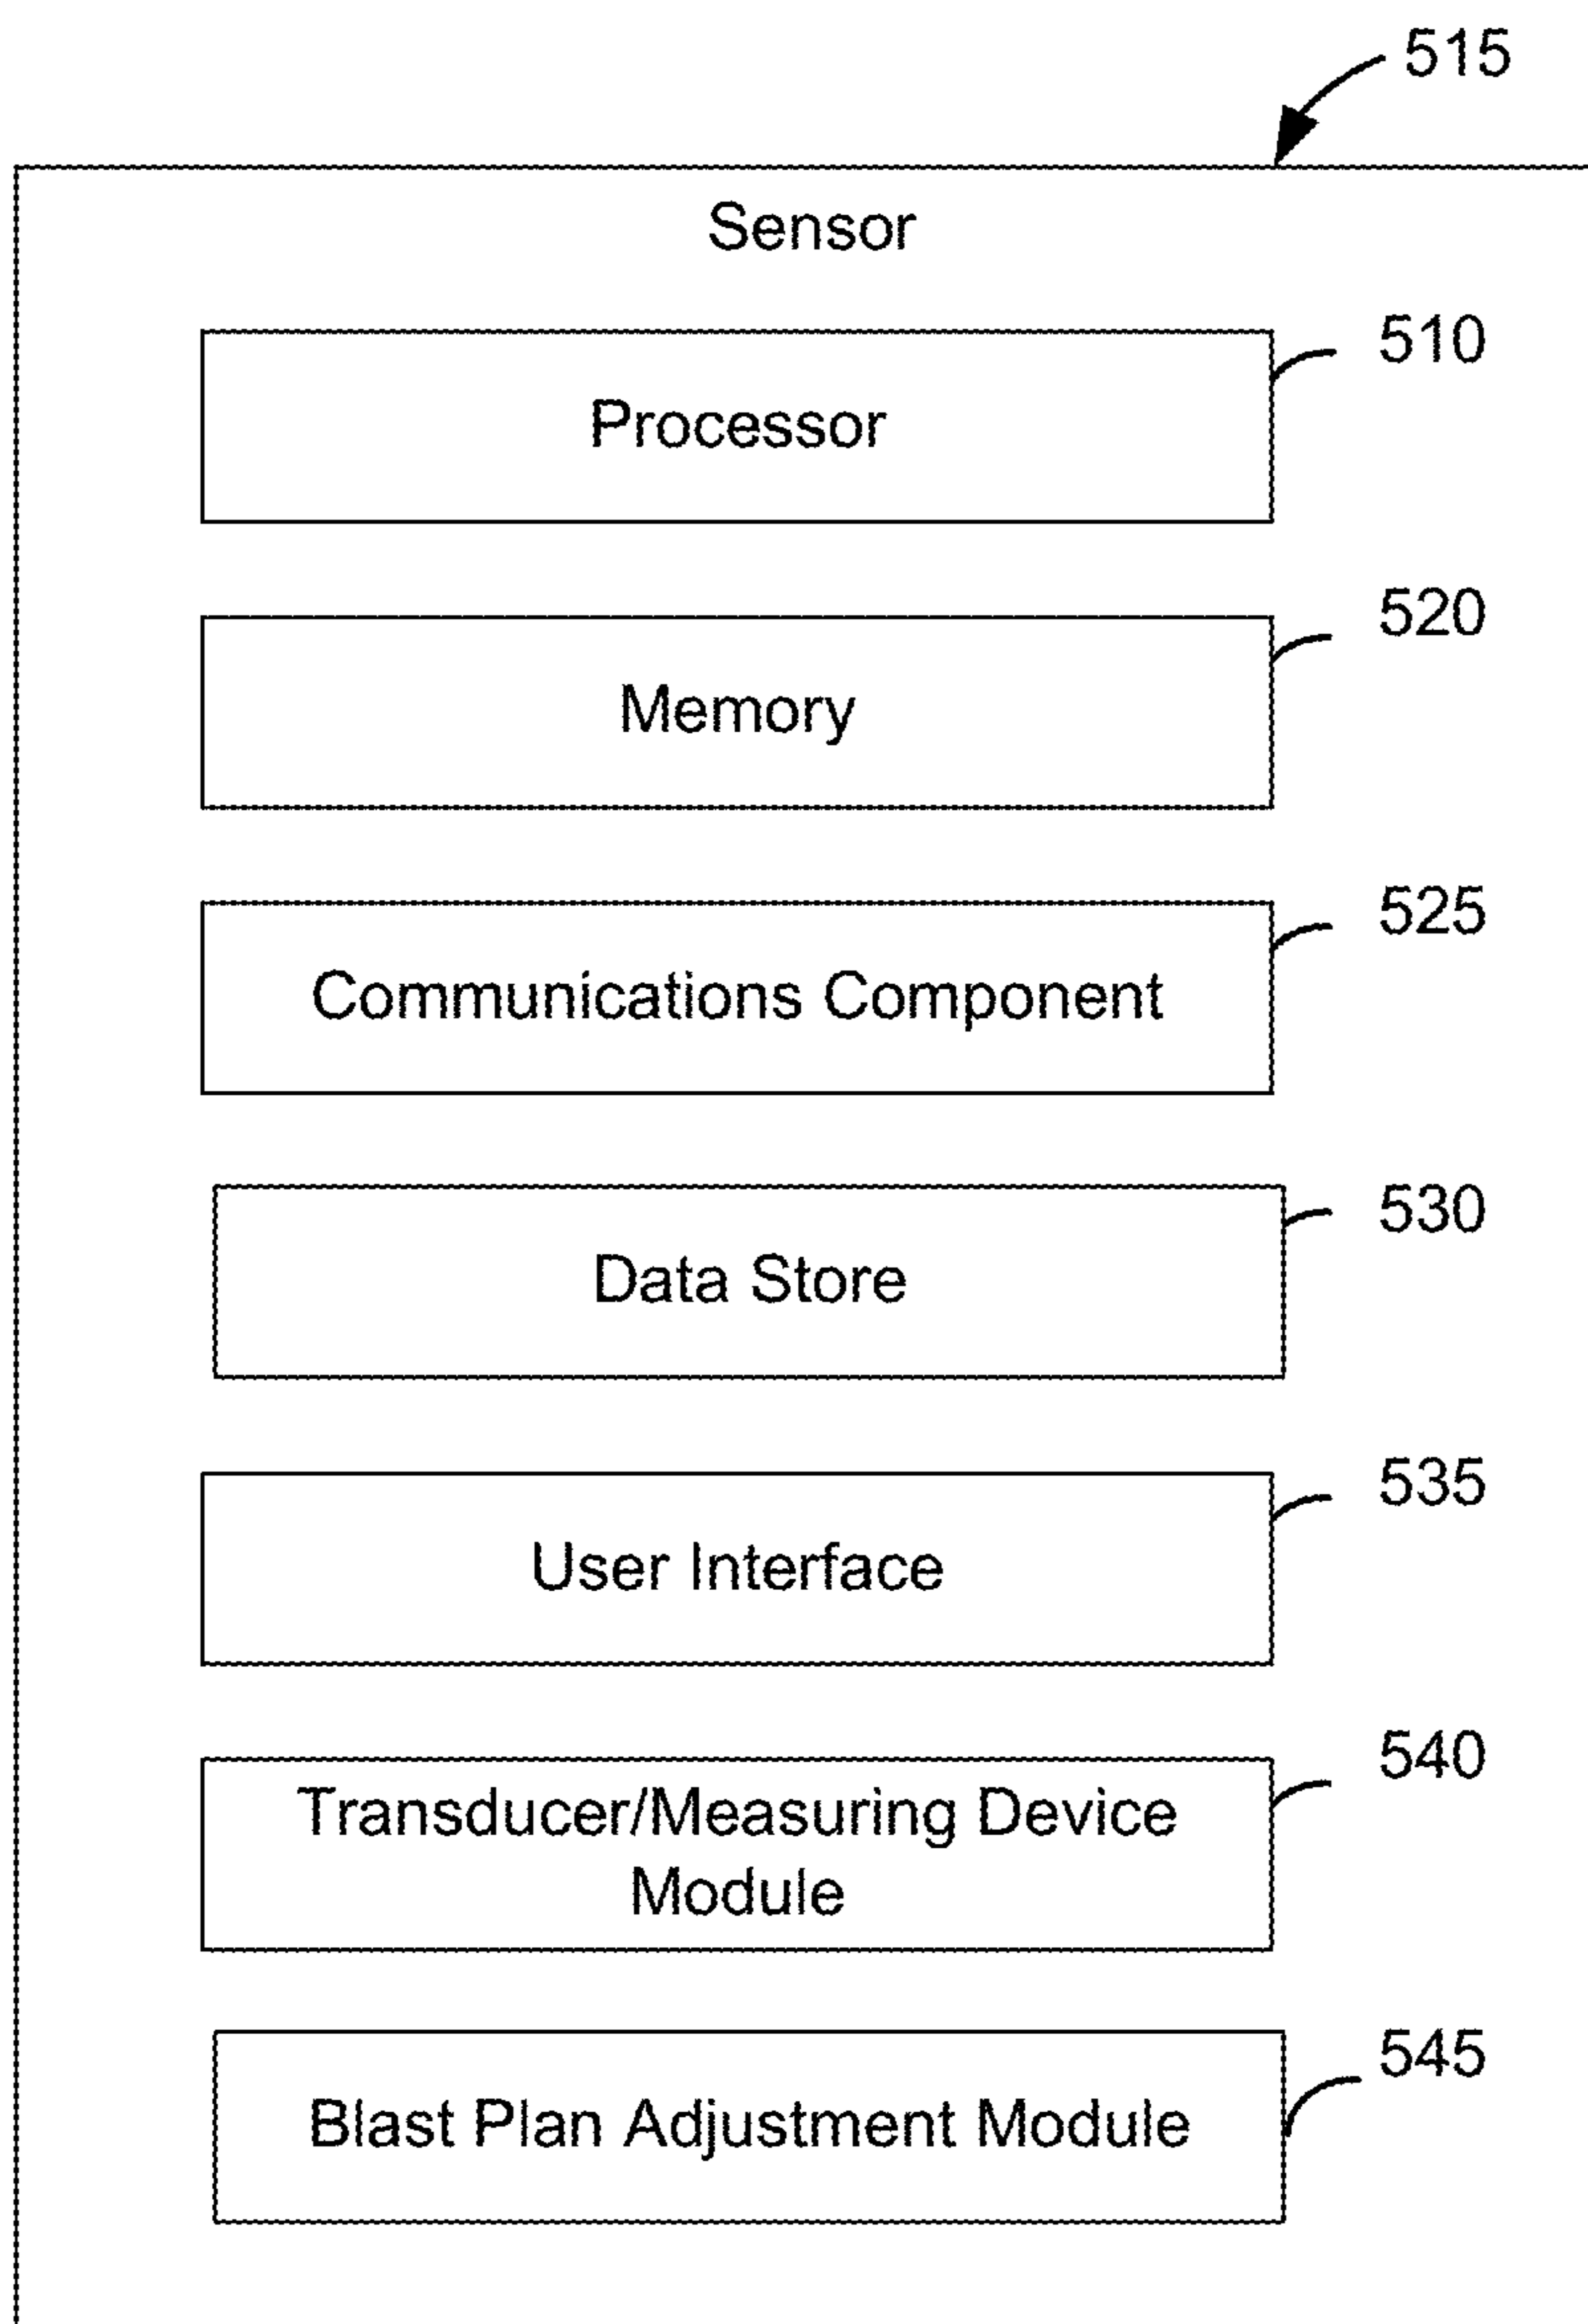 515
Sensor
510
Processor
520
Memory
525
Communications Component
530
Data Store
535
User Interface
540
Transducer/Measuring Device
Module
545
Blast Plan Adjustment Module